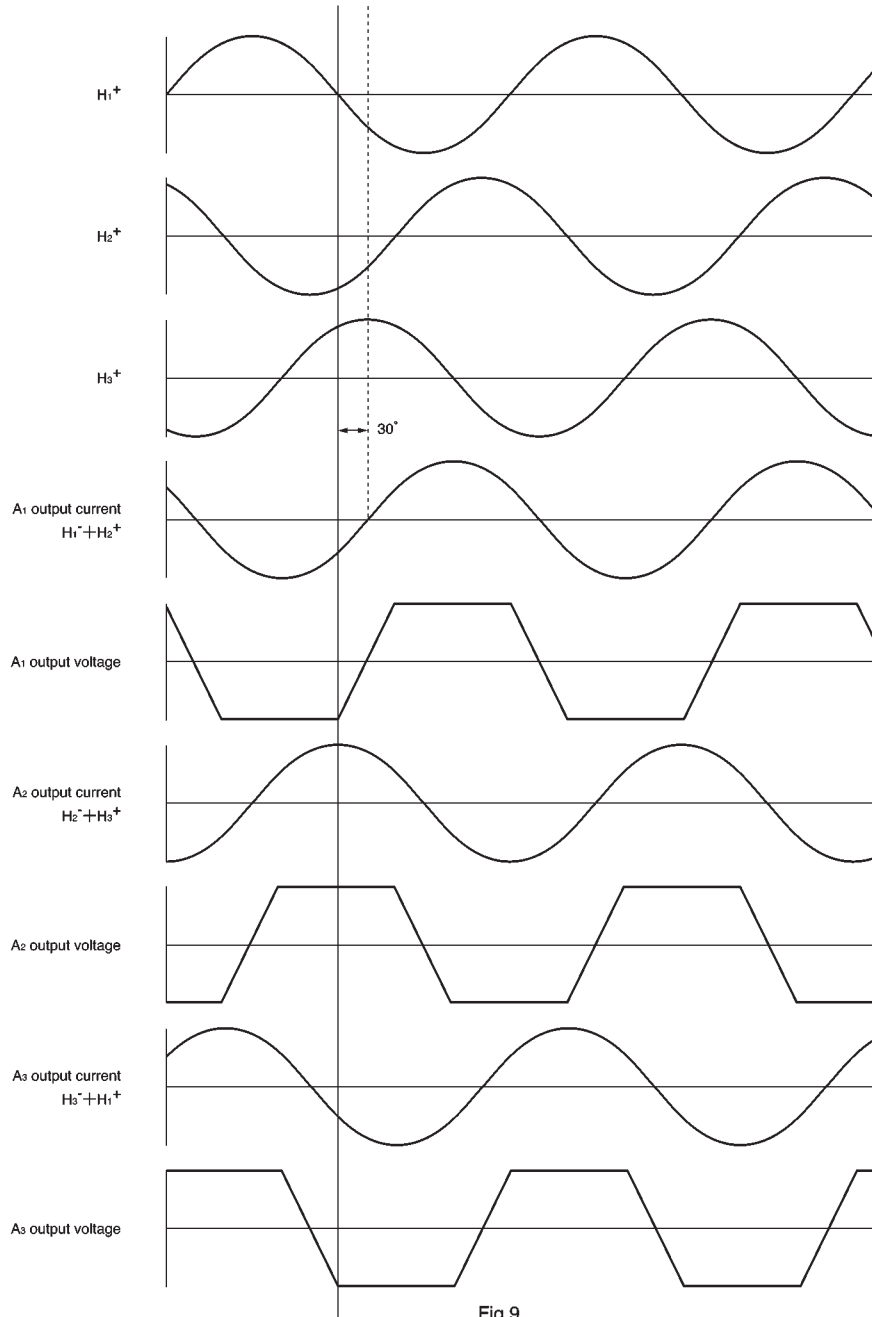 H₁⁺
H₂⁺
H₃⁺
30°
A₁ output current
H₁⁻+H₂⁺
A₁ output voltage
A₂ output current
H₂⁻+H₃⁺
A₂ output voltage
A₃ output current
H₃⁻+H₁⁺
A₃ output voltage
Fig.9